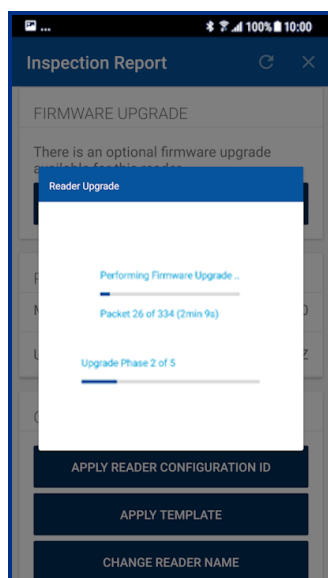 ... 100% 10:00
Inspection Report
FIRMWARE UPGRADE
There is an optional firmware upgrade
Reader Upgrade
Performing Firmware Upgrade ..
Packet 26 of 334 (2min 9s)
Upgrade Phase 2 of 5
APPLY READER CONFIGURATION ID
APPLY TEMPLATE
CHANGE READER NAME